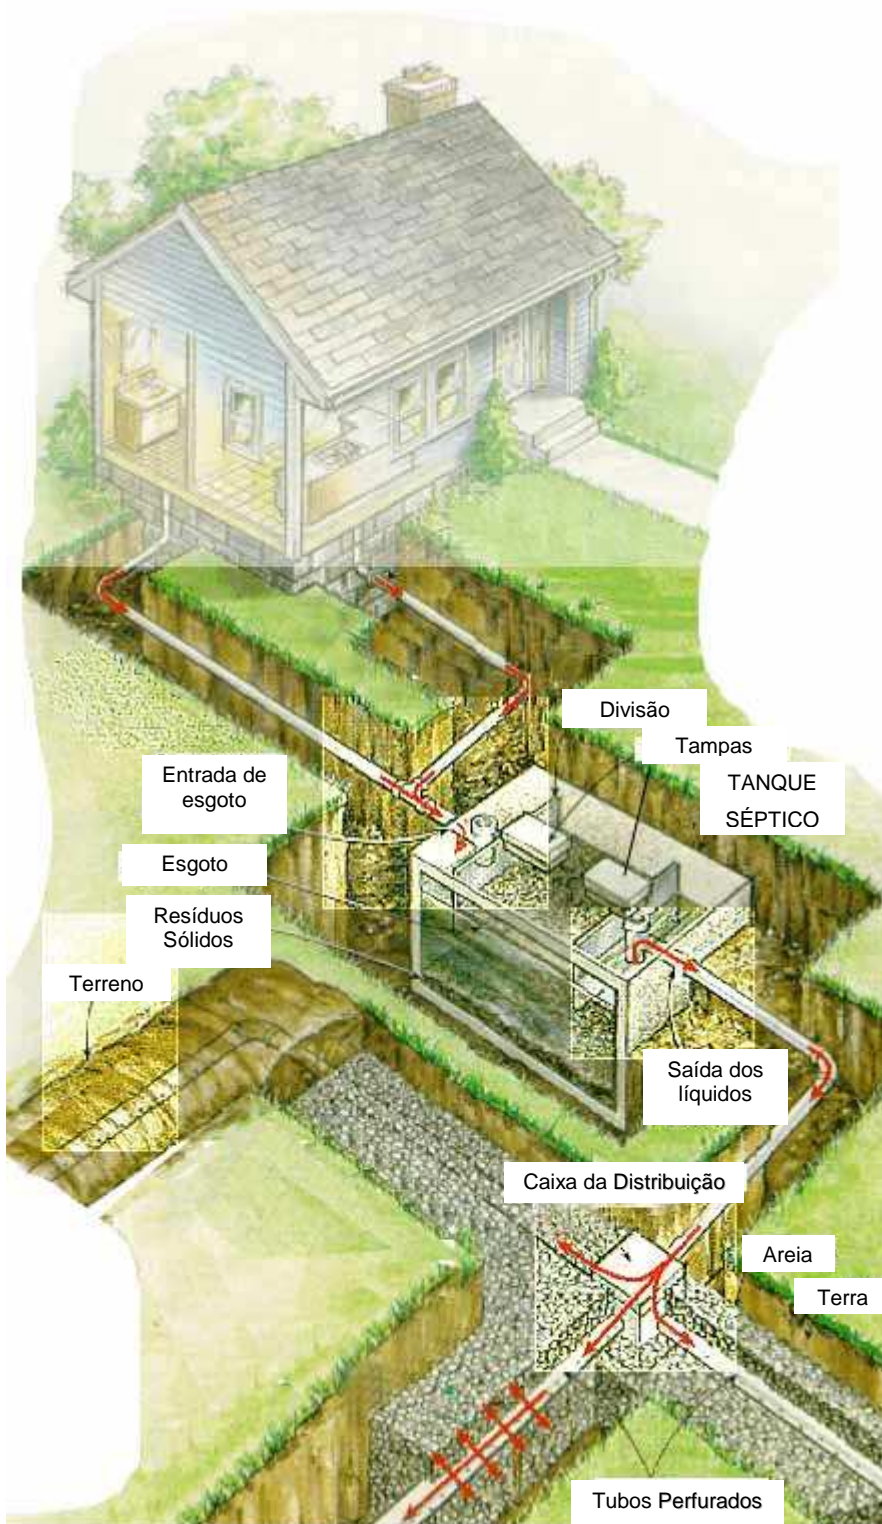 Divisão
Tampas
TANQUE
SÉPTICO
Entrada de
esgoto
Esgoto
Resíduos
Sólidos
Terreno
Saída dos
líquidos
Caixa da Distribuição
Areia
Terra
Tubos Perfurados